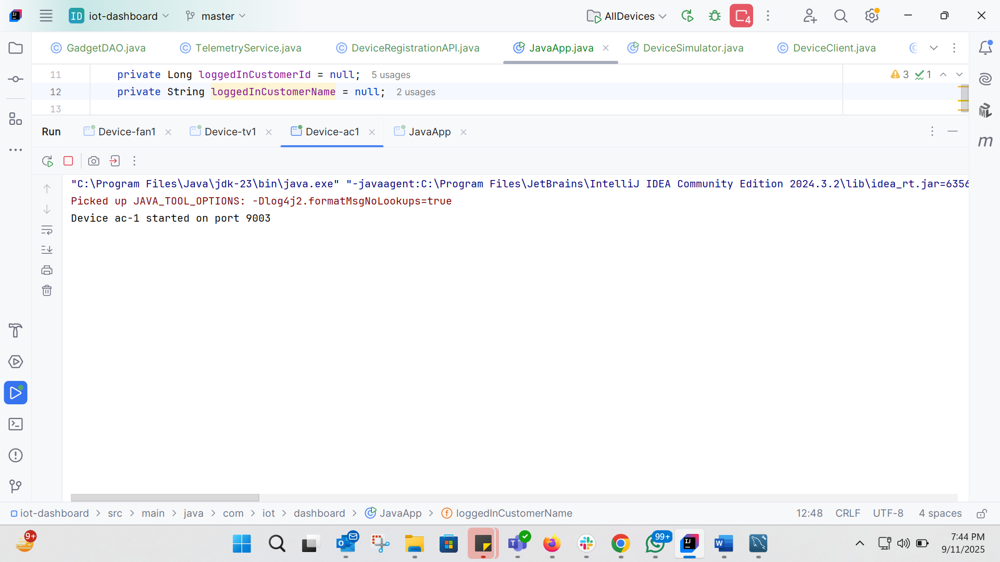 ID iot-dashboard master AllDevices 4
GadgetDAO.java TelemetryService.java DeviceRegistrationAPI.java JavaApp.java DeviceSimulator.java DeviceClient.java
11 private Long loggedInCustomerId = null; 5 usages 3 1
12 private String loggedInCustomerName = null; 2 usages
13
Run Device-fan1 Device-tv1 Device-ac1 JavaApp
"C:\Program Files\Java\jdk-23\bin\java.exe" "-javaagent:C:\Program Files\JetBrains\IntelliJ IDEA Community Edition 2024.3.2\lib\idea_rt.jar=6356
Picked up JAVA_TOOL_OPTIONS: -Dlog4j2.formatMsgNoLookups=true
Device ac-1 started on port 9003
iot-dashboard > src > main > java > com > iot > dashboard > JavaApp > loggedInCustomerName 12:48 CRLF UTF-8 4 spaces
9+ 99+ 7:44 PM
9/11/2025